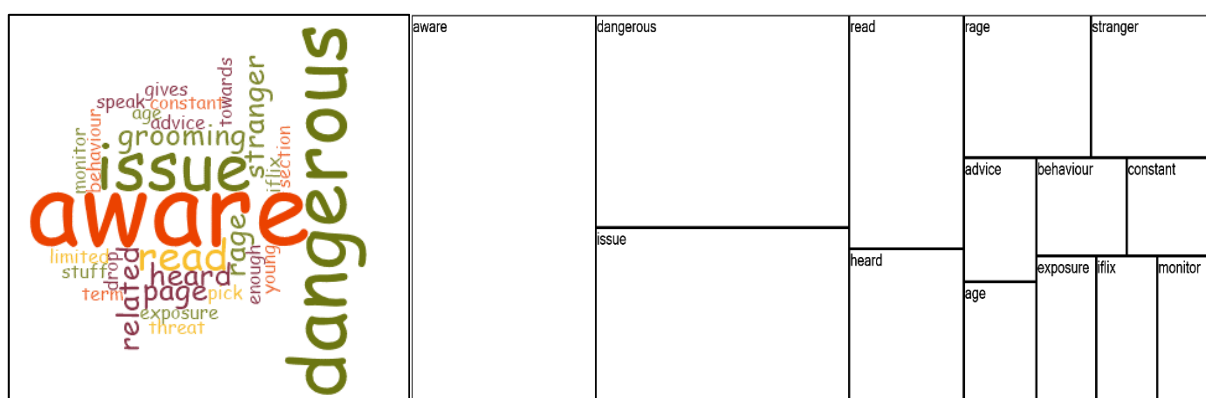 gives
towards
speak
constant
age
advice
stranger
dangerous
grooming
monitor
behaviour
issue
iflix
section
aware
limited
read
rage
stuff
drop
heard
enough
young
related
term
page
pick
exposure
threat
aware
dangerous
read
rage
stranger
advice
behaviour
constant
issue
heard
exposure
iflix
monitor
age